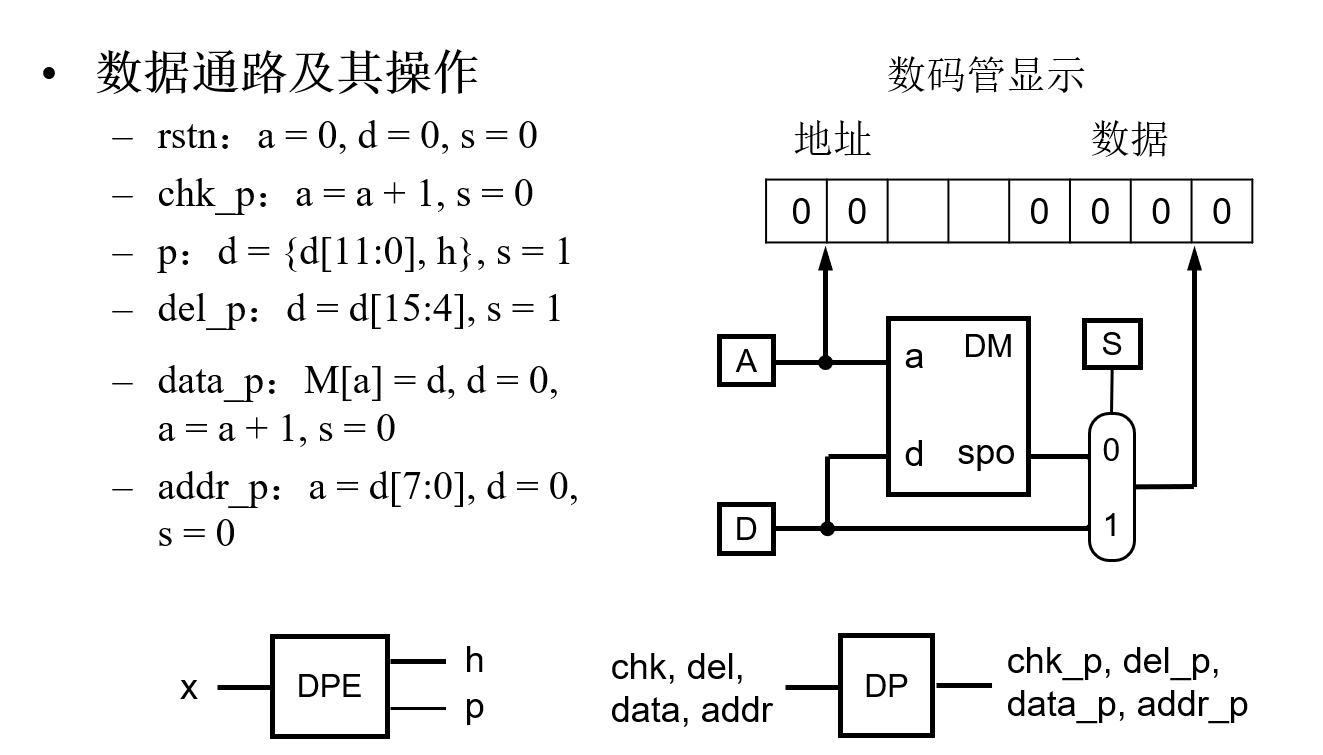 • 数据通路及其操作
– rstn：a = 0, d = 0, s = 0
– chk_p：a = a + 1, s = 0
– p：d = {d[11:0], h}, s = 1
– del_p：d = d[15:4], s = 1
– data_p：M[a] = d, d = 0,
a = a + 1, s = 0
– addr_p：a = d[7:0], d = 0,
s = 0
数码管显示
地址 数据
0 0 0 0 0 0
A
a DM
S
d spo
0
D
1
x DPE h
p
chk, del,
data, addr
DP
chk_p, del_p,
data_p, addr_p